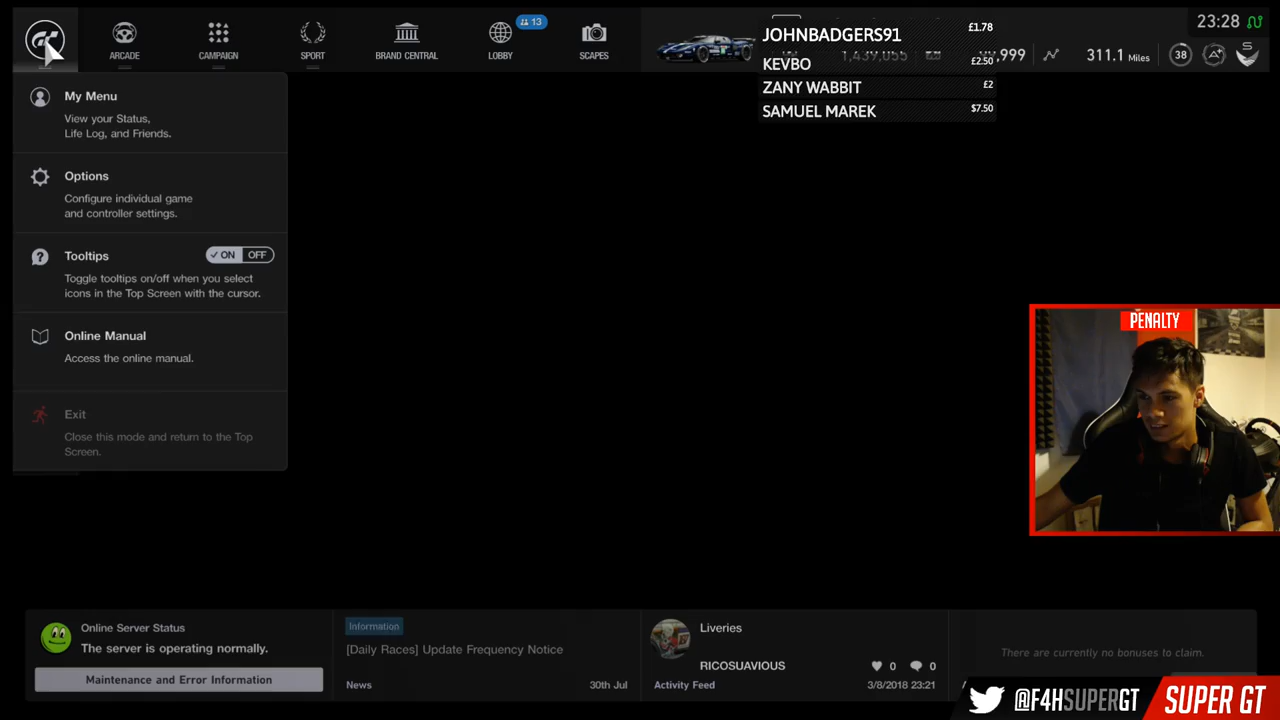 ARCADE
CAMPAIGN
SPORT
BRAND CENTRAL
13
LOBBY
SCAPES
JOHNBADGERS91 £1.78
KEVBO £2.50
ZANY WABBIT £2
SAMUEL MAREK $7.50
23:28
311.1 Miles
38
S
My Menu
View your Status,
Life Log, and Friends.
Options
Configure individual game
and controller settings.
Tooltips ON OFF
Toggle tooltips on/off when you select
icons in the Top Screen with the cursor.
Online Manual
Access the online manual.
Exit
Close this mode and return to the Top
Screen.
PENALTY
Online Server Status
The server is operating normally.
Maintenance and Error Information
Information
[Daily Races] Update Frequency Notice
News 30th Jul
Liveries
RICOSUAVIOUS 0 0
Activity Feed 3/8/2018 23:21
There are currently no bonuses to claim.
@F4HSUPERGT
SUPER GT